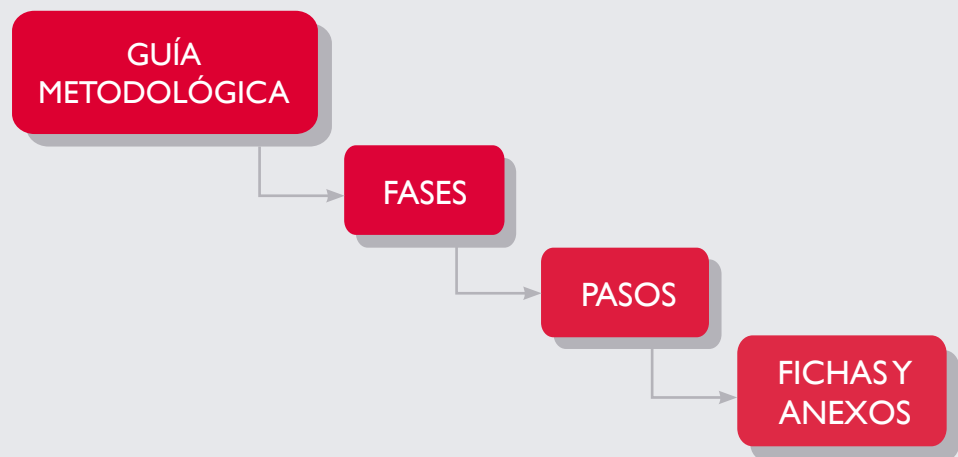 GUÍA
METODOLÓGICA
FASES
PASOS
FICHAS Y
ANEXOS